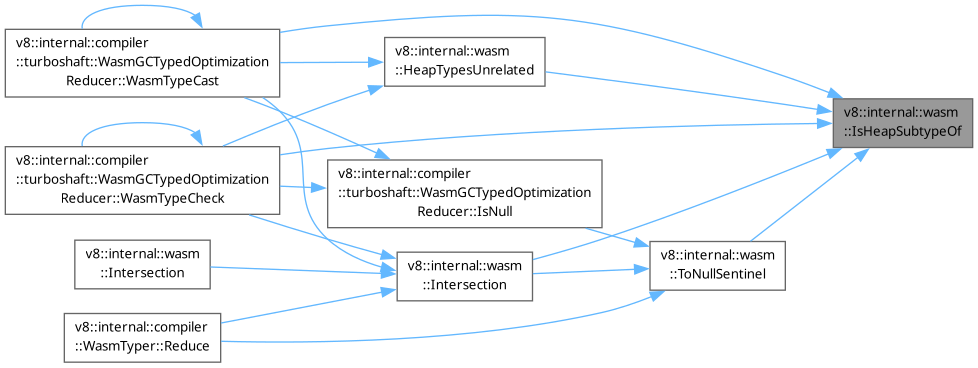 v8::internal::compiler
::turboshaft::WasmGCTypedOptimization
Reducer::WasmTypeCast
v8::internal::wasm
::HeapTypesUnrelated
v8::internal::wasm
::IsHeapSubtypeOf
v8::internal::compiler
::turboshaft::WasmGCTypedOptimization
Reducer::WasmTypeCheck
v8::internal::compiler
::turboshaft::WasmGCTypedOptimization
Reducer::IsNull
v8::internal::wasm
::Intersection
v8::internal::wasm
::Intersection
v8::internal::wasm
::ToNullSentinel
v8::internal::compiler
::WasmTyper::Reduce